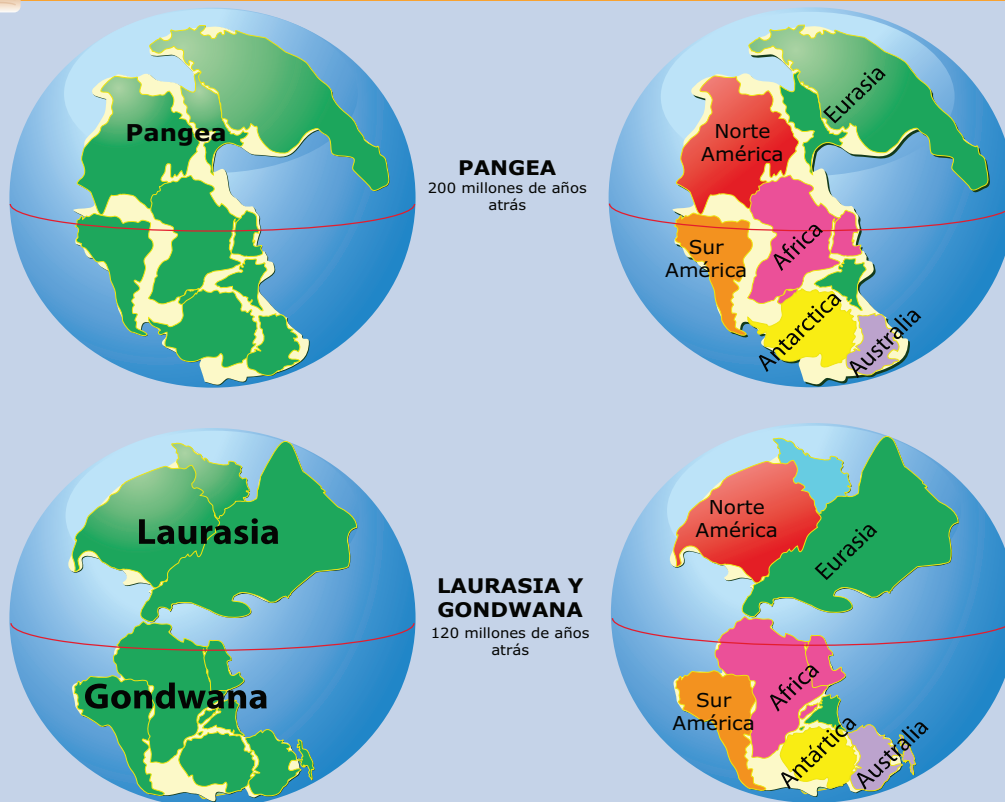 Pangea
PANGEA
200 millones de años
atrás
Eurasia
Norte
América
Sur
América
Africa
Antarctica
Australia
Laurasia
Gondwana
LAURASIA Y
GONDWANA
120 millones de años
atrás
Norte
América
Eurasia
Sur
América
Africa
Antártica
Australia